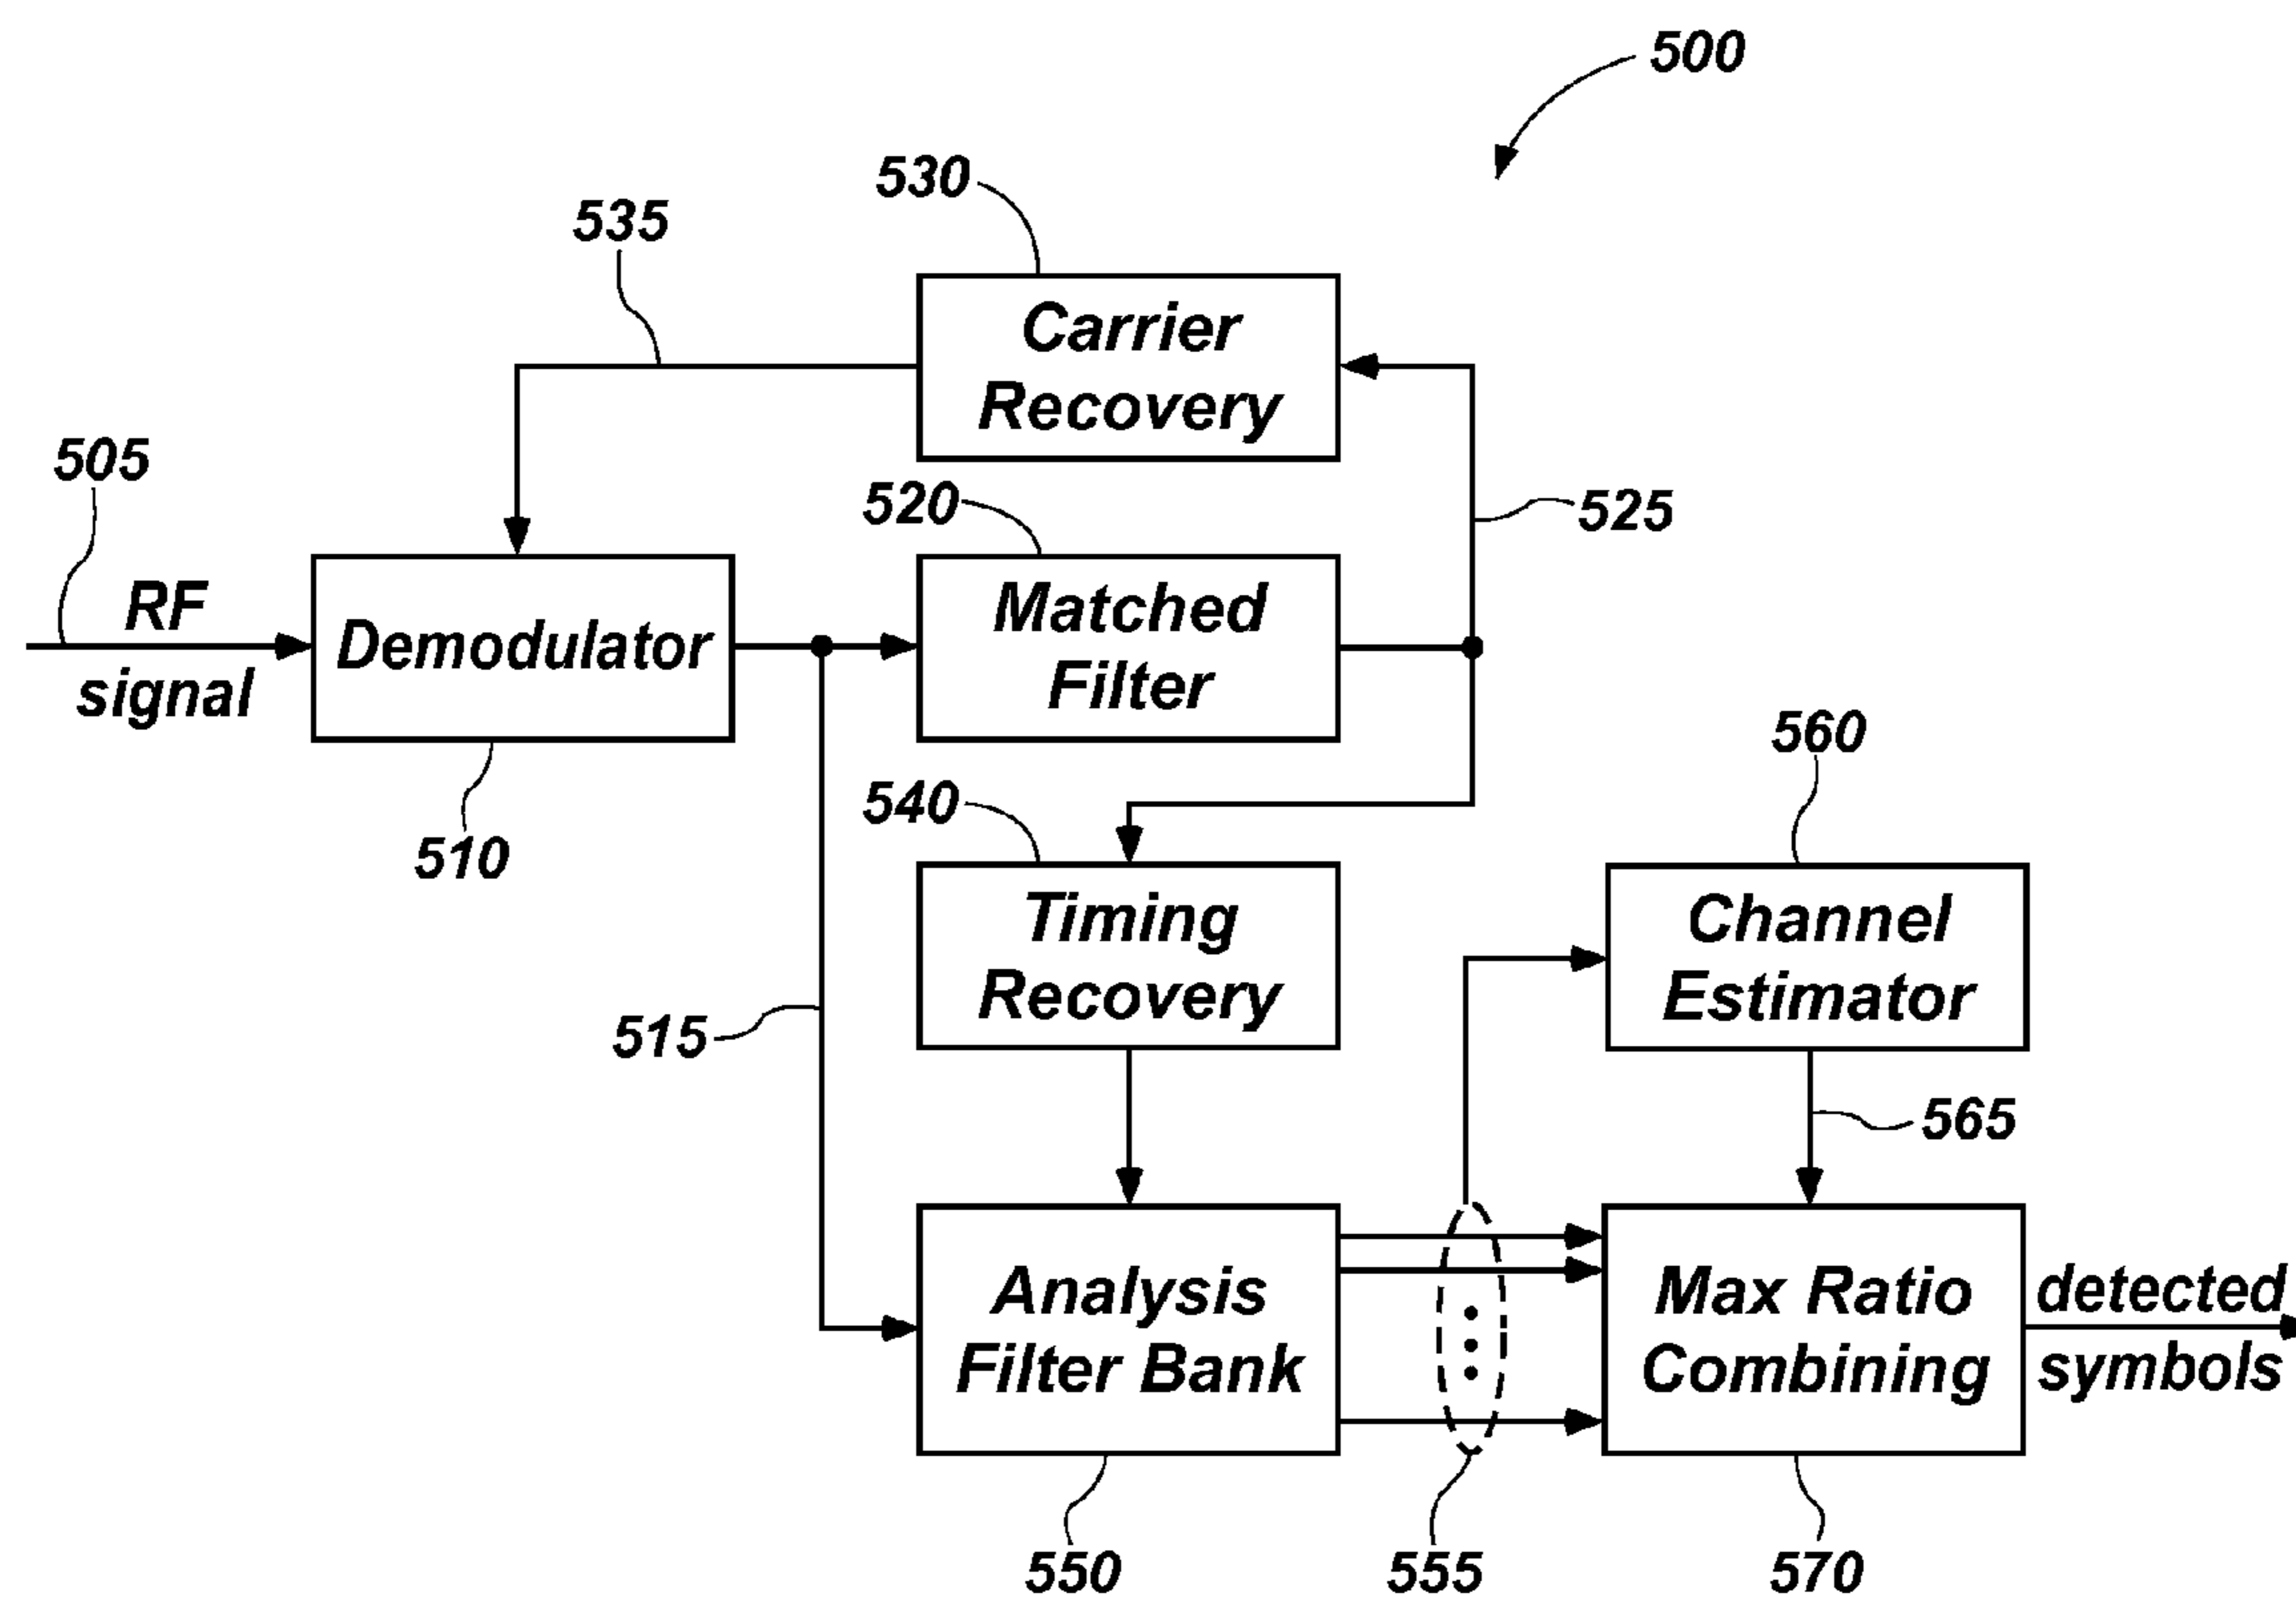 500
530
535
Carrier
Recovery
505
520
525
RF
signal
Demodulator
Matched
Filter
510
540
560
Timing
Recovery
Channel
Estimator
515
565
Analysis
Filter Bank
Max Ratio
Combining
detected
symbols
550
555
570